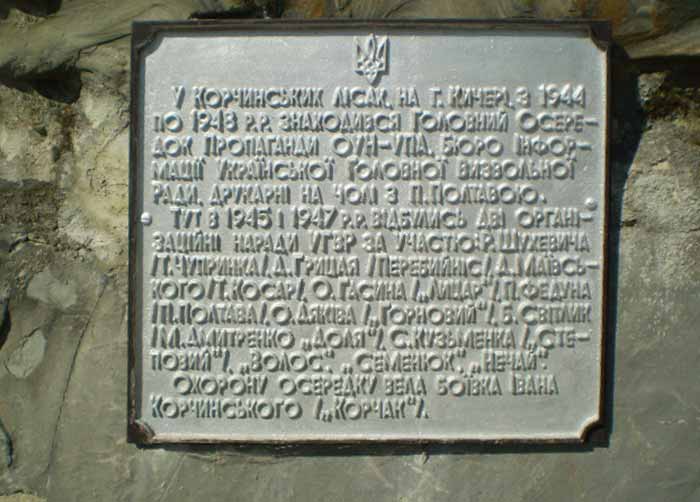 У КОРЧИНСЬКИХ ЛІСАХ, НА Г. КИЧЕРІ, З 1944
ПО 1948 Р.Р. ЗНАХОДИВСЯ ГОЛОВНИЙ ОСЕРЕ-
ДОК ПРОПАГАНДИ ОУН-УПА. БЮРО ІНФОР-
МАЦІЇ УКРАЇНСЬКОЇ ГОЛОВНОЇ ВИЗВОЛЬНОЇ
РАДИ, ДРУКАРНІ НА ЧОЛІ З П. ПОЛТАВОЮ.
ТУТ В 1945 І 1947 Р.Р. ВІДБУЛИСЬ ДВІ ОРГАНІ-
ЗАЦІЙНІ НАРАДИ УГВР ЗА УЧАСТЮ: Р. ШУХЕВИЧА
/Т. ЧУПРИНКА/, Д. ГРИЦАЯ /ПЕРЕБИЙНІС/, Д. МАЇВСЬ-
КОГО /Т. КОСАР/, О. ГАСИНА /„ЛИЦАР"/, П. ФЕДУНА
/П. ПОЛТАВА/, О. ДЯКІВА /„ГОРНОВИЙ"/, Б. СВІТЛИК
/М. ДМИТРЕНКО „ДОЛЯ"/, С. КУЗЬМЕНКА /„СТЕ-
ПОВИЙ"/, „ВОЛОС", „СЕМЕНЮК", „НЕЧАЙ".
ОХОРОНУ ОСЕРЕДКУ ВЕЛА БОЇВКА ІВАНА
КОРЧИНСЬКОГО /„КОРЧАК"/.